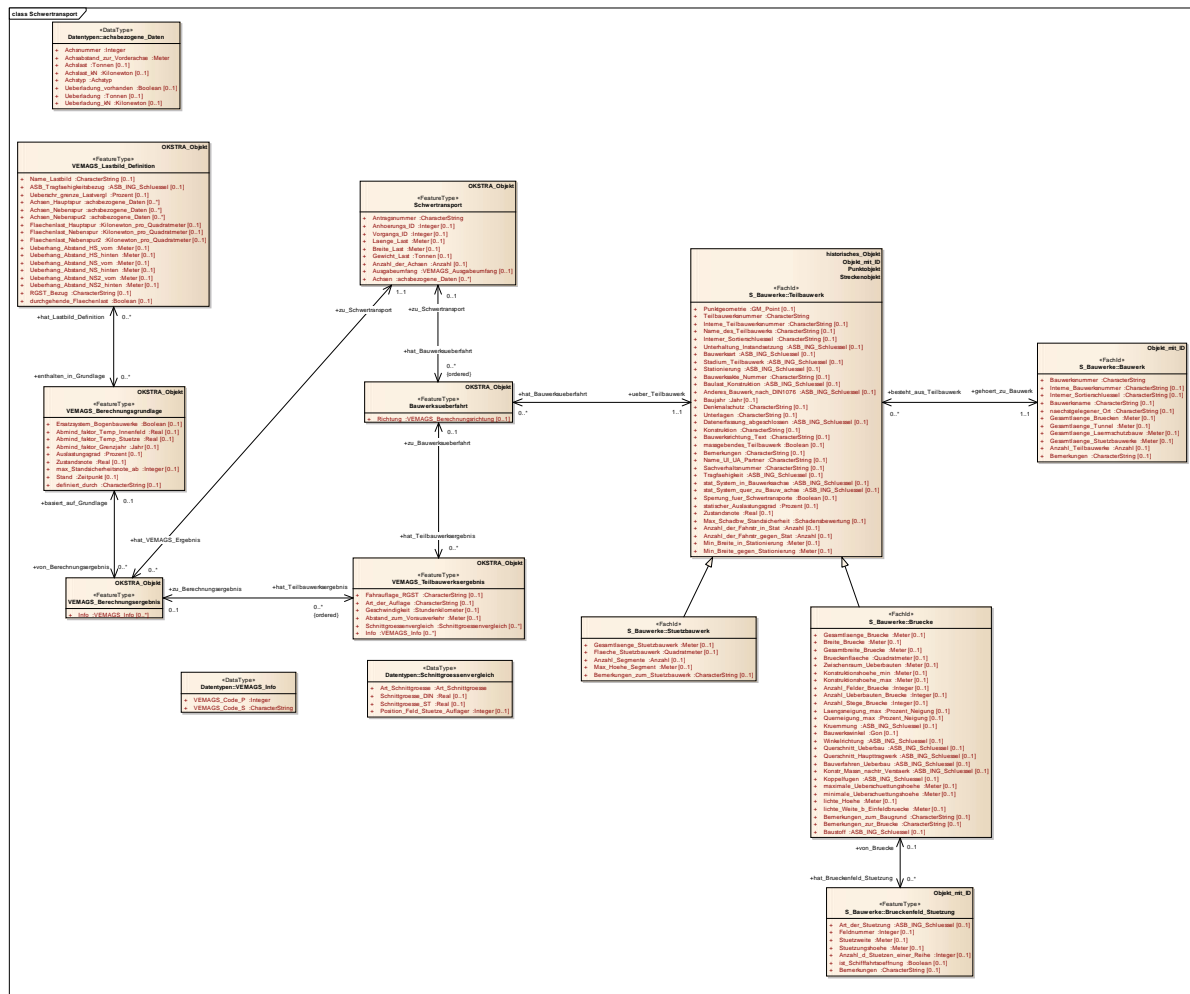 class Schwertransport
«DataType»
Datentypen::achsbezogene_Daten
+ Achsnummer :Integer
+ Achsabstand_zur_Vorderachse :Meter
+ Achslast :Tonnen [0..1]
+ Achslast_kN :Kilonewton [0..1]
+ Achstyp :Achstyp
+ Ueberladung_vorhanden :Boolean [0..1]
+ Ueberladung :Tonnen [0..1]
+ Ueberladung_kN :Kilonewton [0..1]
OKSTRA_Objekt
«FeatureType»
VEMAGS_Lastbild_Definition
+ Name_Lastbild :CharacterString [0..1]
+ ASB_Tragfaehigkeitsbezug :ASB_ING_Schluessel [0..1]
+ Ueberschr_grenze_Lastvergl :Prozent [0..1]
+ Achsen_Hauptspur :achsbezogene_Daten [0..*]
+ Achsen_Nebenspur :achsbezogene_Daten [0..*]
+ Achsen_Nebenspur2 :achsbezogene_Daten [0..*]
+ Flaechenlast_Hauptspur :Kilonewton_pro_Quadratmeter [0..1]
+ Flaechenlast_Nebenspur :Kilonewton_pro_Quadratmeter [0..1]
+ Flaechenlast_Nebenspur2 :Kilonewton_pro_Quadratmeter [0..1]
+ Ueberhang_Abstand_HS_vorn :Meter [0..1]
+ Ueberhang_Abstand_HS_hinten :Meter [0..1]
+ Ueberhang_Abstand_NS_vorn :Meter [0..1]
+ Ueberhang_Abstand_NS_hinten :Meter [0..1]
+ Ueberhang_Abstand_NS2_vorn :Meter [0..1]
+ Ueberhang_Abstand_NS2_hinten :Meter [0..1]
+ RGST_Bezug :CharacterString [0..1]
+ durchgehende_Flaechenlast :Boolean [0..1]
+hat_Lastbild_Definition
0..*
+enthalten_in_Grundlage
0..*
OKSTRA_Objekt
«FeatureType»
VEMAGS_Berechnungsgrundlage
+ Ersatzsystem_Bogenbauwerke :Boolean [0..1]
+ Abmind_faktor_Temp_Innenfeld :Real [0..1]
+ Abmind_faktor_Temp_Stuetze :Real [0..1]
+ Abmind_faktor_Grenzjahr :Jahr [0..1]
+ Auslastungsgrad :Prozent [0..1]
+ Zustandsnote :Real [0..1]
+ max_Standsicherheitsnote_ab :Integer [0..1]
+ Stand :Zeitpunkt [0..1]
+ definiert_durch :CharacterString [0..1]
+basiert_auf_Grundlage
0..1
+von_Berechnungsergebnis
0..*
OKSTRA_Objekt
«FeatureType»
VEMAGS_Berechnungsergebnis
+ Info :VEMAGS_Info [0..*]
+hat_VEMAGS_Ergebnis
0..*
+zu_Schwertransport
1..1
OKSTRA_Objekt
«FeatureType»
Schwertransport
+ Antragsnummer :CharacterString
+ Anhoerungs_ID :Integer [0..1]
+ Vorgangs_ID :Integer [0..1]
+ Laenge_Last :Meter [0..1]
+ Breite_Last :Meter [0..1]
+ Gewicht_Last :Tonnen [0..1]
+ Anzahl_der_Achsen :Anzahl [0..1]
+ Ausgabeumfang :VEMAGS_Ausgabeumfang [0..1]
+ Achsen :achsbezogene_Daten [0..*]
0..1
+zu_Schwertransport
+hat_Bauwerksueberfahrt
0..*
{ordered}
OKSTRA_Objekt
«FeatureType»
Bauwerksueberfahrt
+ Richtung :VEMAGS_Berechnungsrichtung [0..1]
+hat_Bauwerksueberfahrt
0..*
+ueber_Teilbauwerk
1..1
0..1
+zu_Bauwerksueberfahrt
+hat_Teilbauwerksergebnis
0..*
OKSTRA_Objekt
«FeatureType»
VEMAGS_Teilbauwerksergebnis
+ Fahrauflage_RGST :CharacterString [0..1]
+ Art_der_Auflage :CharacterString [0..1]
+ Geschwindigkeit :Stundenkilometer [0..1]
+ Abstand_zum_Vorausverkehr :Meter [0..1]
+ Schnittgroessenvergleich :Schnittgroessenvergleich [0..*]
+ Info :VEMAGS_Info [0..*]
+zu_Berechnungsergebnis
0..1
+hat_Teilbauwerksergebnis
0..*
{ordered}
«DataType»
Datentypen::VEMAGS_Info
+ VEMAGS_Code_P :Integer
+ VEMAGS_Code_S :CharacterString
«DataType»
Datentypen::Schnittgroessenvergleich
+ Art_Schnittgroesse :Art_Schnittgroesse
+ Schnittgroesse_DIN :Real [0..1]
+ Schnittgroesse_ST :Real [0..1]
+ Position_Feld_Stuetze_Auflager :Integer [0..1]
historisches_Objekt
Objekt_mit_ID
Punktobjekt
Streckenobjekt
«FachId»
S_Bauwerke::Teilbauwerk
+ Punktgeometrie :GM_Point [0..1]
+ Teilbauwerksnummer :CharacterString
+ Interne_Teilbauwerksnummer :CharacterString [0..1]
+ Name_des_Teilbauwerks :CharacterString [0..1]
+ Interner_Sortierschluessel :CharacterString [0..1]
+ Unterhaltung_Instandsetzung :ASB_ING_Schluessel [0..1]
+ Bauwerksart :ASB_ING_Schluessel [0..1]
+ Stadium_Teilbauwerk :ASB_ING_Schluessel [0..1]
+ Stationierung :ASB_ING_Schluessel [0..1]
+ Bauwerksakte_Nummer :CharacterString [0..1]
+ Baulast_Konstruktion :ASB_ING_Schluessel [0..1]
+ Anderes_Bauwerk_nach_DIN1076 :ASB_ING_Schluessel [0..1]
+ Baujahr :Jahr [0..1]
+ Denkmalschutz :CharacterString [0..1]
+ Unterlagen :CharacterString [0..1]
+ Datenerfassung_abgeschlossen :ASB_ING_Schluessel [0..1]
+ Konstruktion :CharacterString [0..1]
+ Bauwerksrichtung_Text :CharacterString [0..1]
+ massgebendes_Teilbauwerk :Boolean [0..1]
+ Bemerkungen :CharacterString [0..1]
+ Name_UI_UA_Partner :CharacterString [0..1]
+ Sachverhaltsnummer :CharacterString [0..1]
+ Tragfaehigkeit :ASB_ING_Schluessel [0..1]
+ stat_System_in_Bauwerksachse :ASB_ING_Schluessel [0..1]
+ stat_System_quer_zu_Bauw_achse :ASB_ING_Schluessel [0..1]
+ Sperrung_fuer_Schwertransporte :Boolean [0..1]
+ statischer_Auslastungsgrad :Prozent [0..1]
+ Zustandsnote :Real [0..1]
+ Max_Schadbw_Standsicherheit :Schadensbewertung [0..1]
+ Anzahl_der_Fahrstr_in_Stat :Anzahl [0..1]
+ Anzahl_der_Fahrstr_gegen_Stat :Anzahl [0..1]
+ Min_Breite_in_Stationierung :Meter [0..1]
+ Min_Breite_gegen_Stationierung :Meter [0..1]
+besteht_aus_Teilbauwerk
0..*
+gehoert_zu_Bauwerk
1..1
Objekt_mit_ID
«FachId»
S_Bauwerke::Bauwerk
+ Bauwerksnummer :CharacterString
+ Interne_Bauwerksnummer :CharacterString [0..1]
+ Interner_Sortierschluessel :CharacterString [0..1]
+ Bauwerksname :CharacterString [0..1]
+ naechstgelegener_Ort :CharacterString [0..1]
+ Gesamtlaenge_Bruecken :Meter [0..1]
+ Gesamtlaenge_Tunnel :Meter [0..1]
+ Gesamtlaenge_Laermschutzbauw :Meter [0..1]
+ Gesamtlaenge_Stuetzbauwerke :Meter [0..1]
+ Anzahl_Teilbauwerke :Anzahl [0..1]
+ Bemerkungen :CharacterString [0..1]
«FachId»
S_Bauwerke::Stuetzbauwerk
+ Gesamtlaenge_Stuetzbauwerk :Meter [0..1]
+ Flaeche_Stuetzbauwerk :Quadratmeter [0..1]
+ Anzahl_Segmente :Anzahl [0..1]
+ Max_Hoehe_Segment :Meter [0..1]
+ Bemerkungen_zum_Stuetzbauwerk :CharacterString [0..1]
«FachId»
S_Bauwerke::Bruecke
+ Gesamtlaenge_Bruecke :Meter [0..1]
+ Breite_Bruecke :Meter [0..1]
+ Gesamtbreite_Bruecke :Meter [0..1]
+ Brueckenflaeche :Quadratmeter [0..1]
+ Zwischenraum_Ueberbauten :Meter [0..1]
+ Konstruktionshoehe_min :Meter [0..1]
+ Konstruktionshoehe_max :Meter [0..1]
+ Anzahl_Felder_Bruecke :Integer [0..1]
+ Anzahl_Ueberbauten_Bruecke :Integer [0..1]
+ Anzahl_Stege_Bruecke :Integer [0..1]
+ Laengsneigung_max :Prozent_Neigung [0..1]
+ Querneigung_max :Prozent_Neigung [0..1]
+ Kruemmung :ASB_ING_Schluessel [0..1]
+ Bauwerkswinkel :Gon [0..1]
+ Winkelrichtung :ASB_ING_Schluessel [0..1]
+ Querschnitt_Ueberbau :ASB_ING_Schluessel [0..1]
+ Querschnitt_Haupttragwerk :ASB_ING_Schluessel [0..1]
+ Bauverfahren_Ueberbau :ASB_ING_Schluessel [0..1]
+ Konstr_Massn_nachtr_Verstaerk :ASB_ING_Schluessel [0..1]
+ Koppelfugen :ASB_ING_Schluessel [0..1]
+ maximale_Ueberschuettungshoehe :Meter [0..1]
+ minimale_Ueberschuettungshoehe :Meter [0..1]
+ lichte_Hoehe :Meter [0..1]
+ lichte_Weite_b_Einfeldbruecke :Meter [0..1]
+ Bemerkungen_zum_Baugrund :CharacterString [0..1]
+ Bemerkungen_zur_Bruecke :CharacterString [0..1]
+ Baustoff :ASB_ING_Schluessel [0..1]
+von_Bruecke
0..1
+hat_Brueckenfeld_Stuetzung
0..*
Objekt_mit_ID
«FeatureType»
S_Bauwerke::Brueckenfeld_Stuetzung
+ Art_der_Stuetzung :ASB_ING_Schluessel [0..1]
+ Feldnummer :Integer [0..1]
+ Stuetzweite :Meter [0..1]
+ Stuetzungshoehe :Meter [0..1]
+ Anzahl_d_Stuetzen_einer_Reihe :Integer [0..1]
+ ist_Schifffahrtsoeffnung :Boolean [0..1]
+ Bemerkungen :CharacterString [0..1]